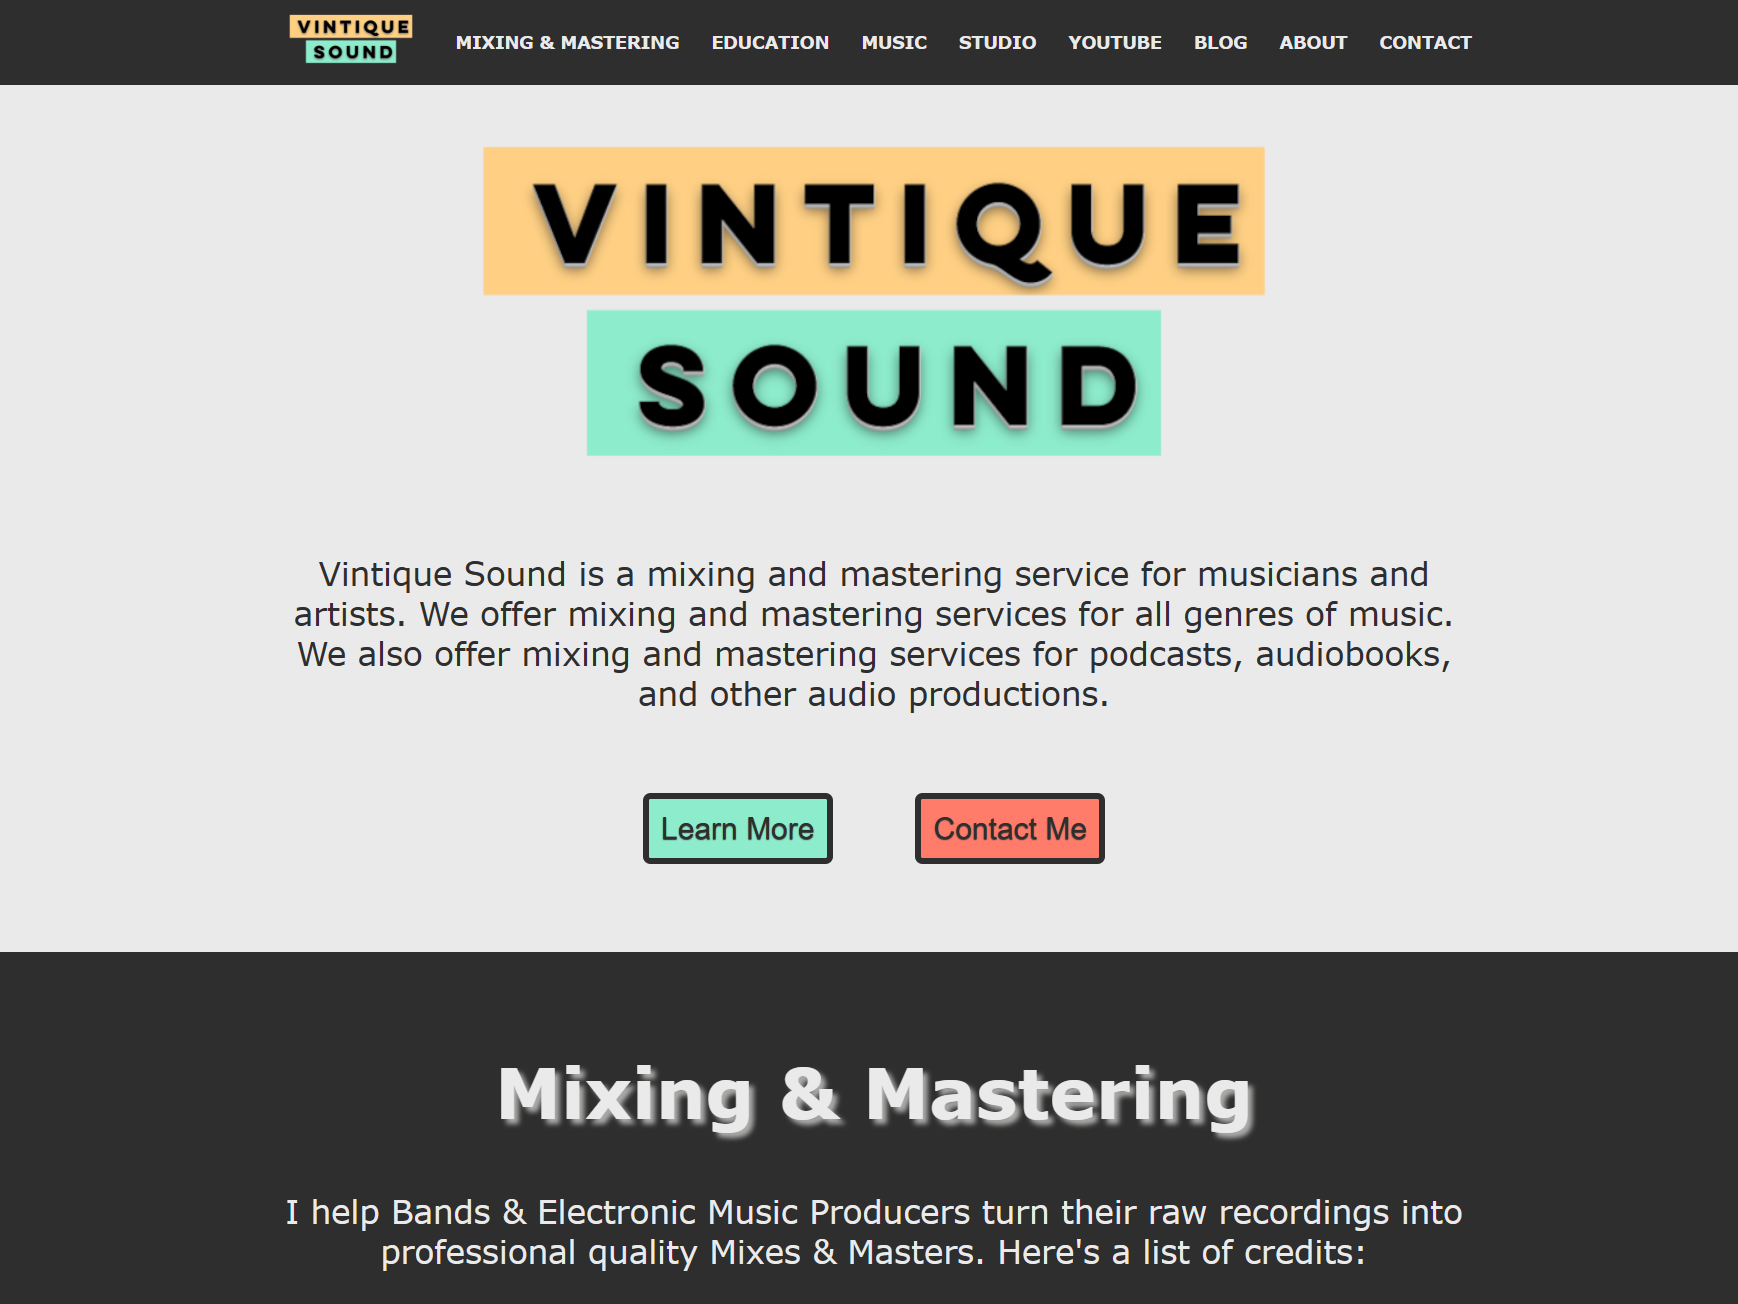 VINTIQUE
SOUND
MIXING & MASTERING EDUCATION MUSIC STUDIO YOUTUBE BLOG ABOUT CONTACT
VINTIQUE
SOUND
Vintique Sound is a mixing and mastering service for musicians and
artists. We offer mixing and mastering services for all genres of music.
We also offer mixing and mastering services for podcasts, audiobooks,
and other audio productions.
Learn More Contact Me
Mixing & Mastering
I help Bands & Electronic Music Producers turn their raw recordings into
professional quality Mixes & Masters. Here's a list of credits: